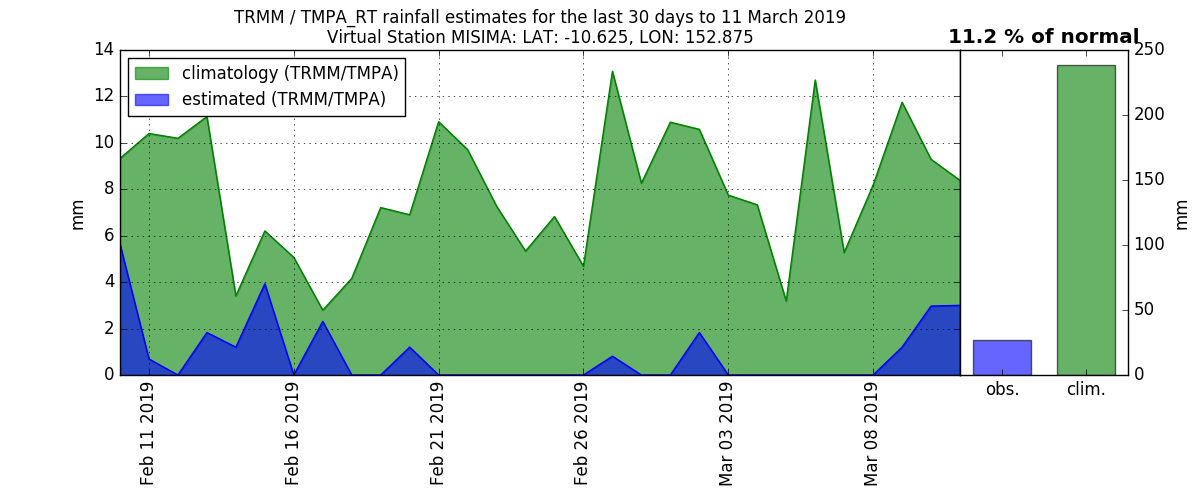 TRMM / TMPA_RT rainfall estimates for the last 30 days to 11 March 2019
Virtual Station MISIMA: LAT: -10.625, LON: 152.875
11.2 % of normal
climatology (TRMM/TMPA)
estimated (TRMM/TMPA)
14
12
10
8
6
4
2
0
mm
Feb 11 2019
Feb 16 2019
Feb 21 2019
Feb 26 2019
Mar 03 2019
Mar 08 2019
obs.
clim.
250
200
150
100
50
0
mm